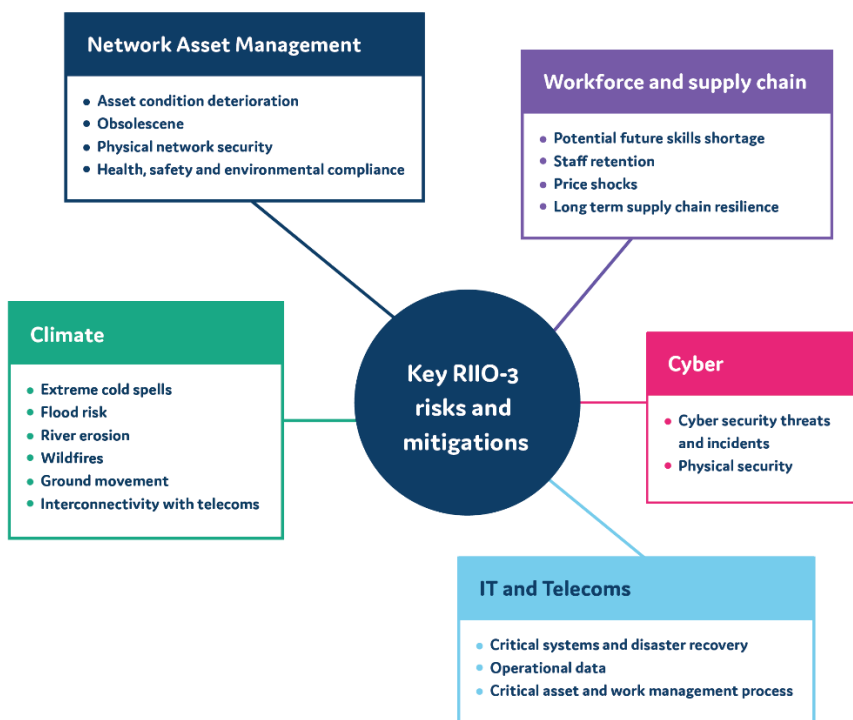 Network Asset Management
• Asset condition deterioration
• Obsolescene
• Physical network security
• Health, safety and environmental compliance
Workforce and supply chain
• Potential future skills shortage
• Staff retention
• Price shocks
• Long term supply chain resilience
Climate
• Extreme cold spells
• Flood risk
• River erosion
• Wildfires
• Ground movement
• Interconnectivity with telecoms
Key RIIO-3
risks and
mitigations
Cyber
• Cyber security threats
and incidents
• Physical security
IT and Telecoms
• Critical systems and disaster recovery
• Operational data
• Critical asset and work management process